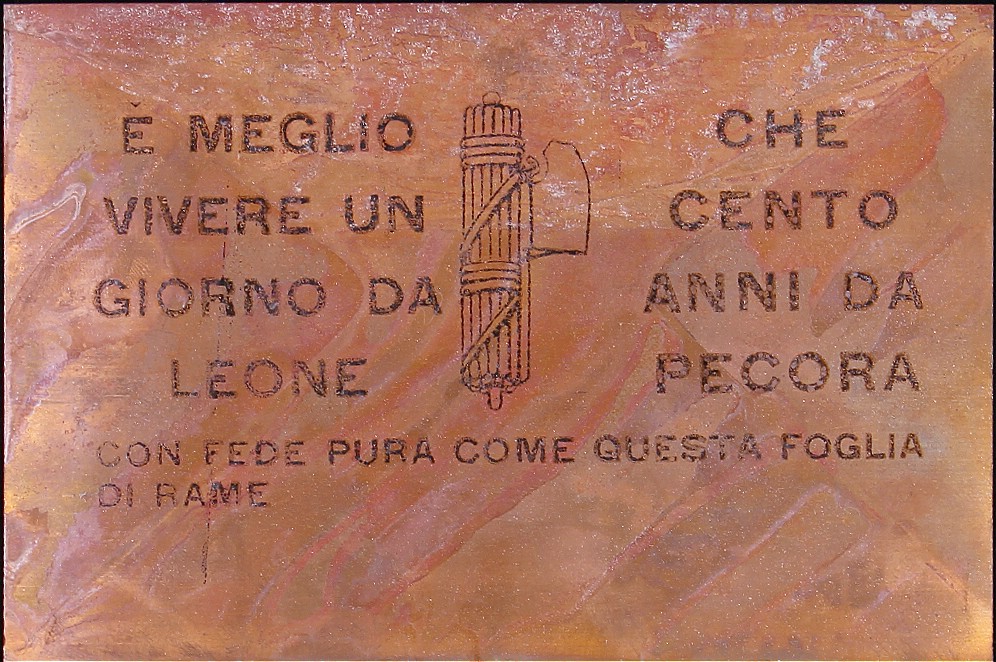 È MEGLIO
VIVERE UN
GIORNO DA
LEONE
CHE
CENTO
ANNI DA
PECORA
CON FEDE PURA COME QUESTA FOGLIA
DI RAME